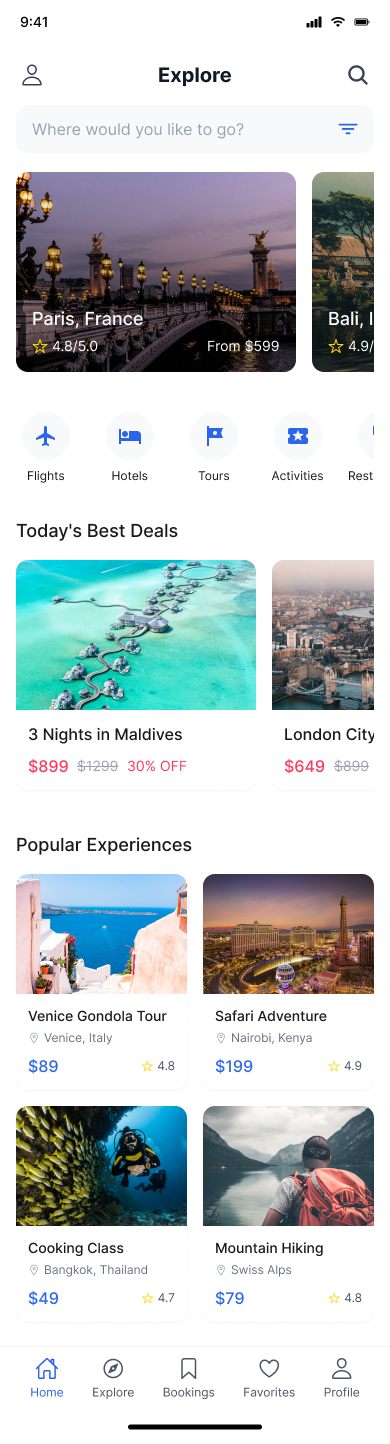 9:41
Explore
Where would you like to go?
Paris, France
4.8/5.0 From $599
Bali, I
4.9/
Flights Hotels Tours Activities Rest
Today's Best Deals
3 Nights in Maldives
$899 $1299 30% OFF
London City
$649 $899
Popular Experiences
Venice Gondola Tour
Venice, Italy
$89 4.8
Safari Adventure
Nairobi, Kenya
$199 4.9
Cooking Class
Bangkok, Thailand
$49 4.7
Mountain Hiking
Swiss Alps
$79 4.8
Home Explore Bookings Favorites Profile